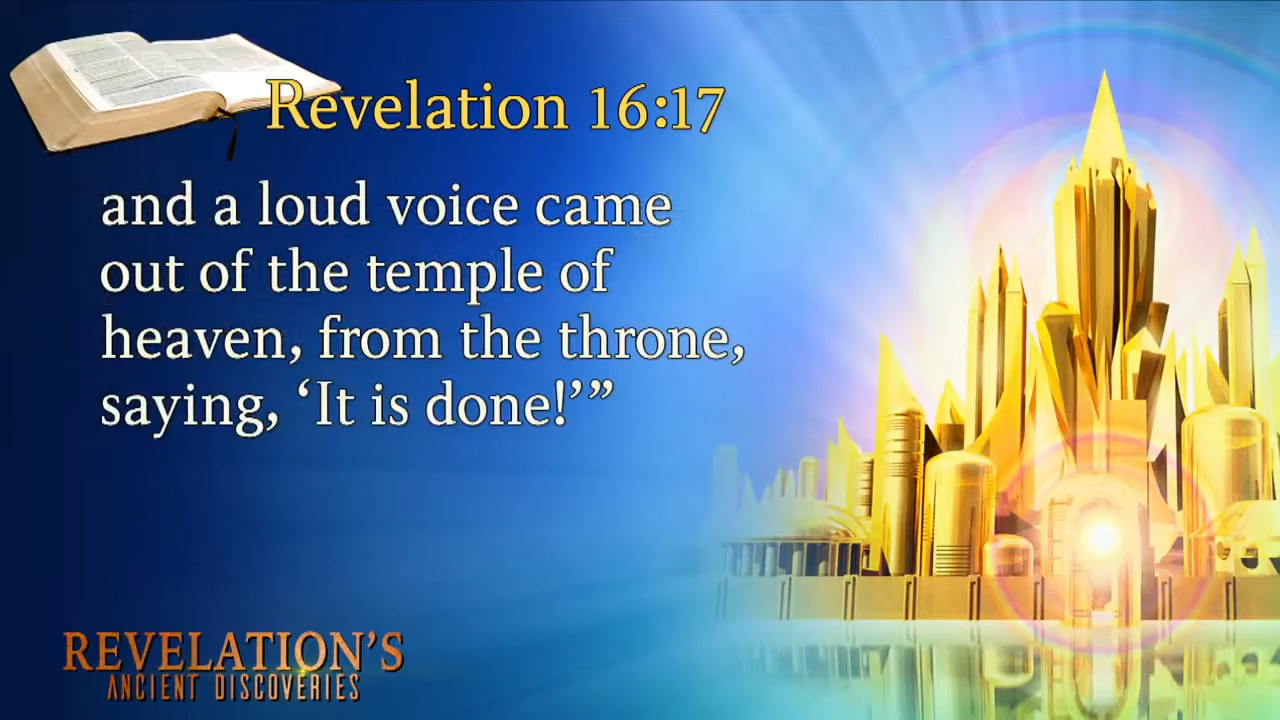 Revelation 16:17
and a loud voice came
out of the temple of
heaven, from the throne,
saying, ‘It is done!’”
REVELATION’S
ANCIENT DISCOVERIES